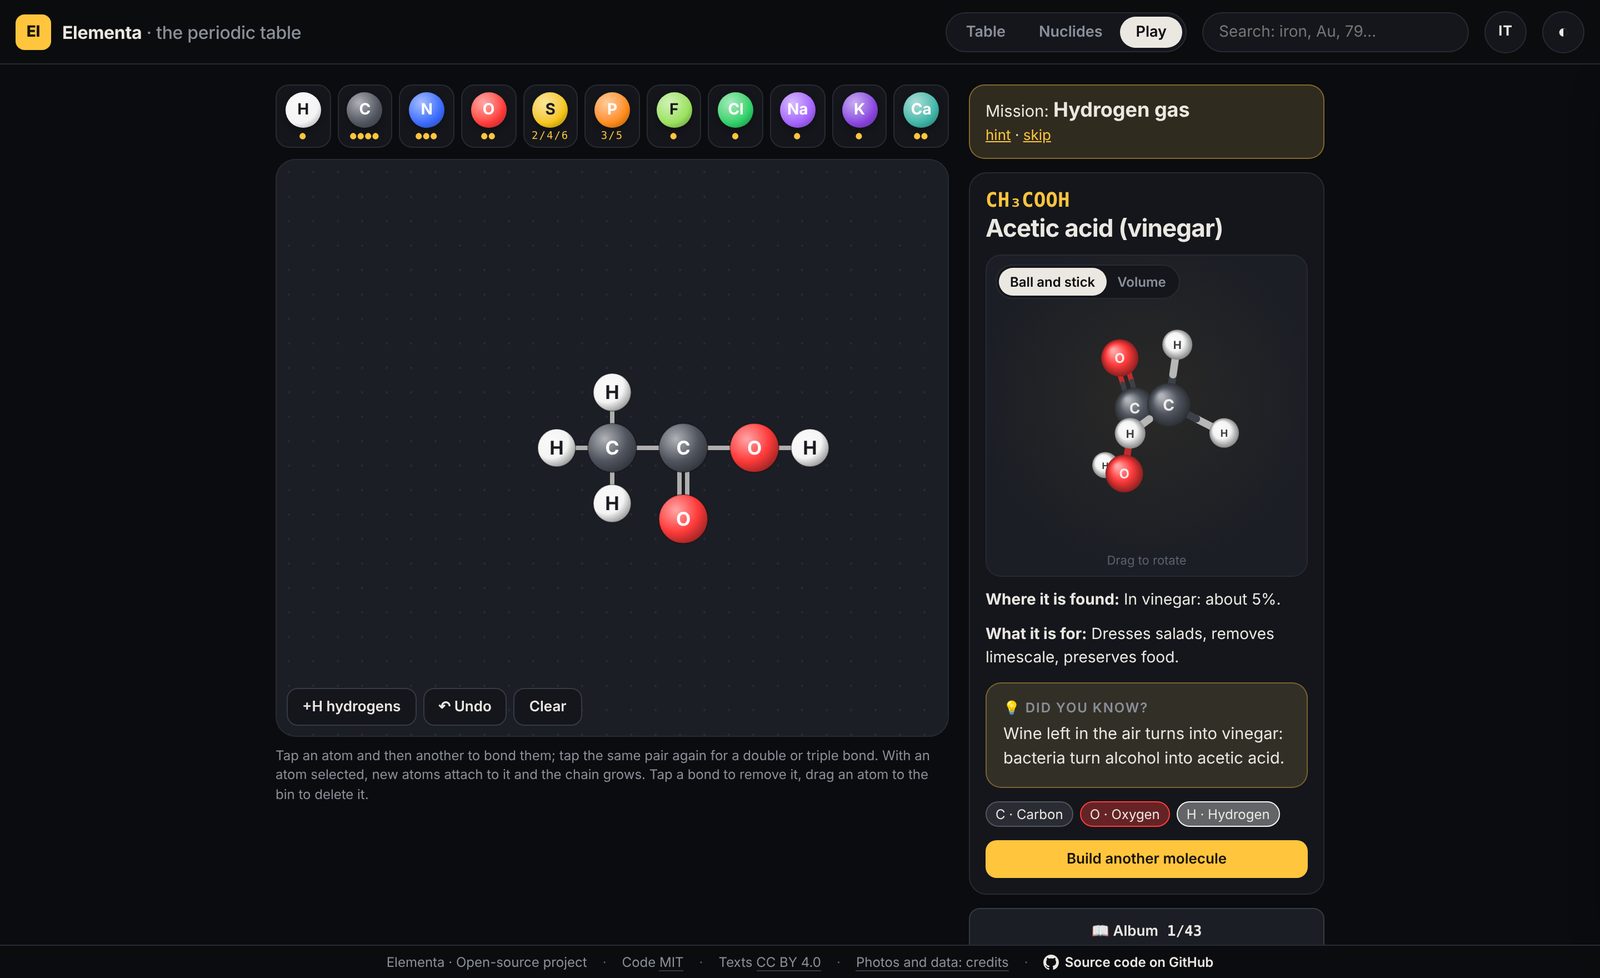 El Elementa · the periodic table
Table Nuclides Play
Search: iron, Au, 79...
IT
H C N O S P F Cl Na K Ca
2/4/6 3/5
Mission: Hydrogen gas
hint · skip
CH₃COOH
Acetic acid (vinegar)
Ball and stick Volume
O H
C C
H H
H O
Drag to rotate
H
H C C O H
H O
+H hydrogens ↶ Undo Clear
Tap an atom and then another to bond them; tap the same pair again for a double or triple bond. With an
atom selected, new atoms attach to it and the chain grows. Tap a bond to remove it, drag an atom to the
bin to delete it.
Where it is found: In vinegar: about 5%.
What it is for: Dresses salads, removes
limescale, preserves food.
💡 DID YOU KNOW?
Wine left in the air turns into vinegar:
bacteria turn alcohol into acetic acid.
C · Carbon O · Oxygen H · Hydrogen
Build another molecule
📖 Album 1/43
Elementa · Open-source project · Code MIT · Texts CC BY 4.0 · Photos and data: credits · Source code on GitHub